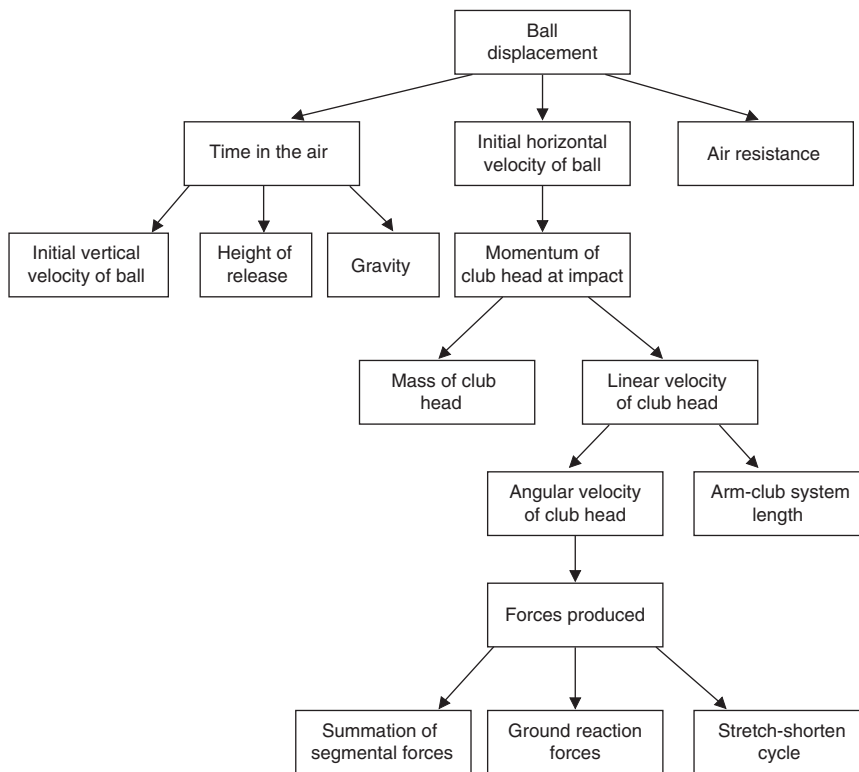 Ball
displacement
Time in the air
Initial horizontal
velocity of ball
Air resistance
Initial vertical
velocity of ball
Height of
release
Gravity
Momentum of
club head at impact
Mass of club
head
Linear velocity
of club head
Angular velocity
of club head
Arm-club system
length
Forces produced
Summation of
segmental forces
Ground reaction
forces
Stretch-shorten
cycle